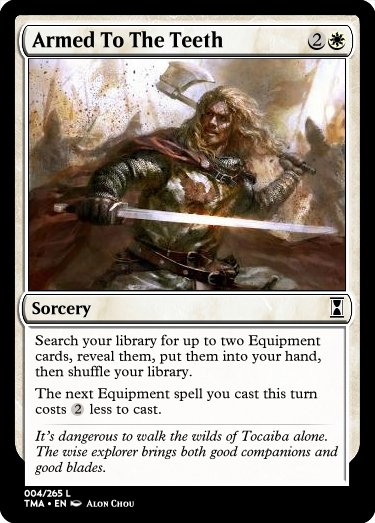 Armed To The Teeth 2
Sorcery
Search your library for up to two Equipment
cards, reveal them, put them into your hand,
then shuffle your library.
The next Equipment spell you cast this turn
costs 2 less to cast.
It's dangerous to walk the wilds of Tocaiba alone.
The wise explorer brings both good companions and
good blades.
004/265 L
TMA • EN Alon Chou